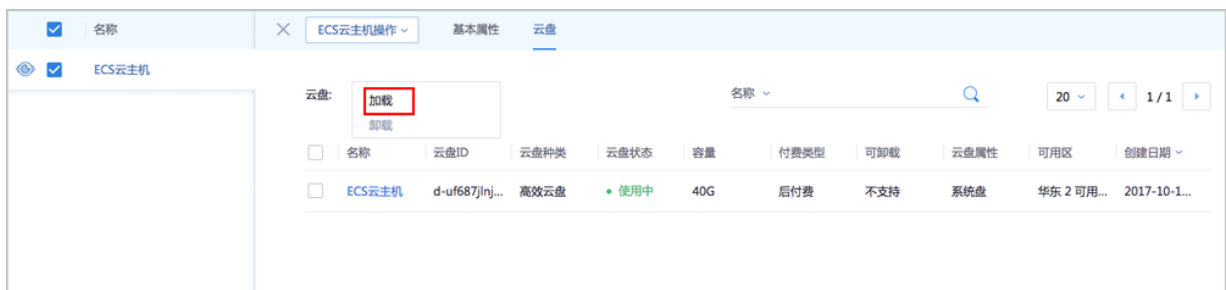 名称
ECS云主机操作
基本属性
云盘
ECS云主机
云盘:
加载
卸载
名称
20
1 / 1
名称
云盘ID
云盘种类
云盘状态
容量
付费类型
可卸载
云盘属性
可用区
创建日期
ECS云主机
d-uf687jlnj...
高效云盘
使用中
40G
后付费
不支持
系统盘
华东 2 可用...
2017-10-1...